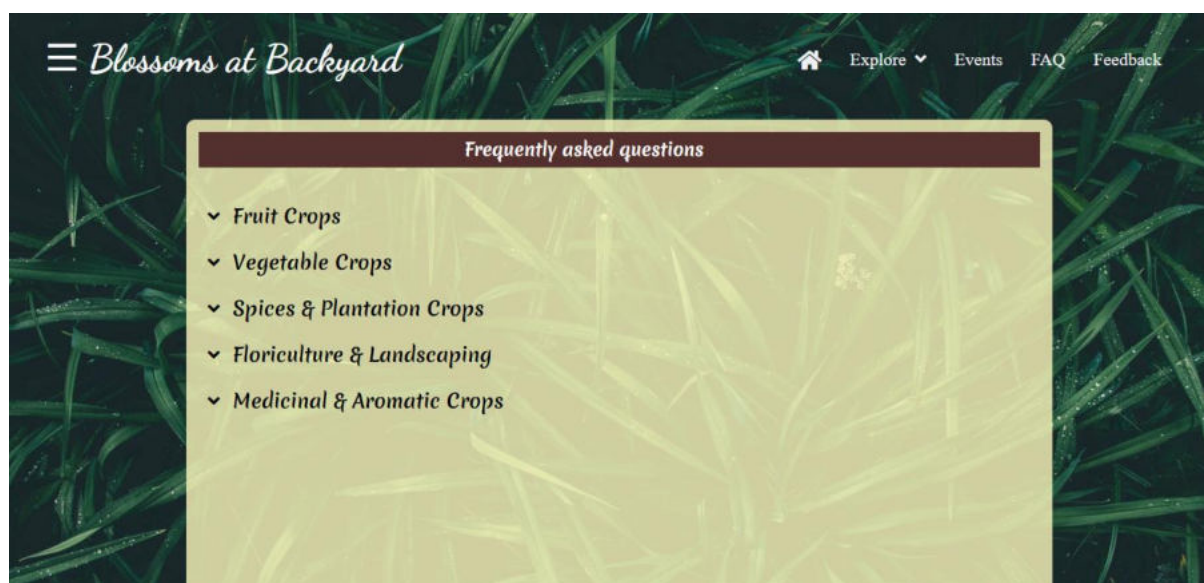 Blossoms at Backyard
Explore Events FAQ Feedback
Frequently asked questions
Fruit Crops
Vegetable Crops
Spices & Plantation Crops
Floriculture & Landscaping
Medicinal & Aromatic Crops